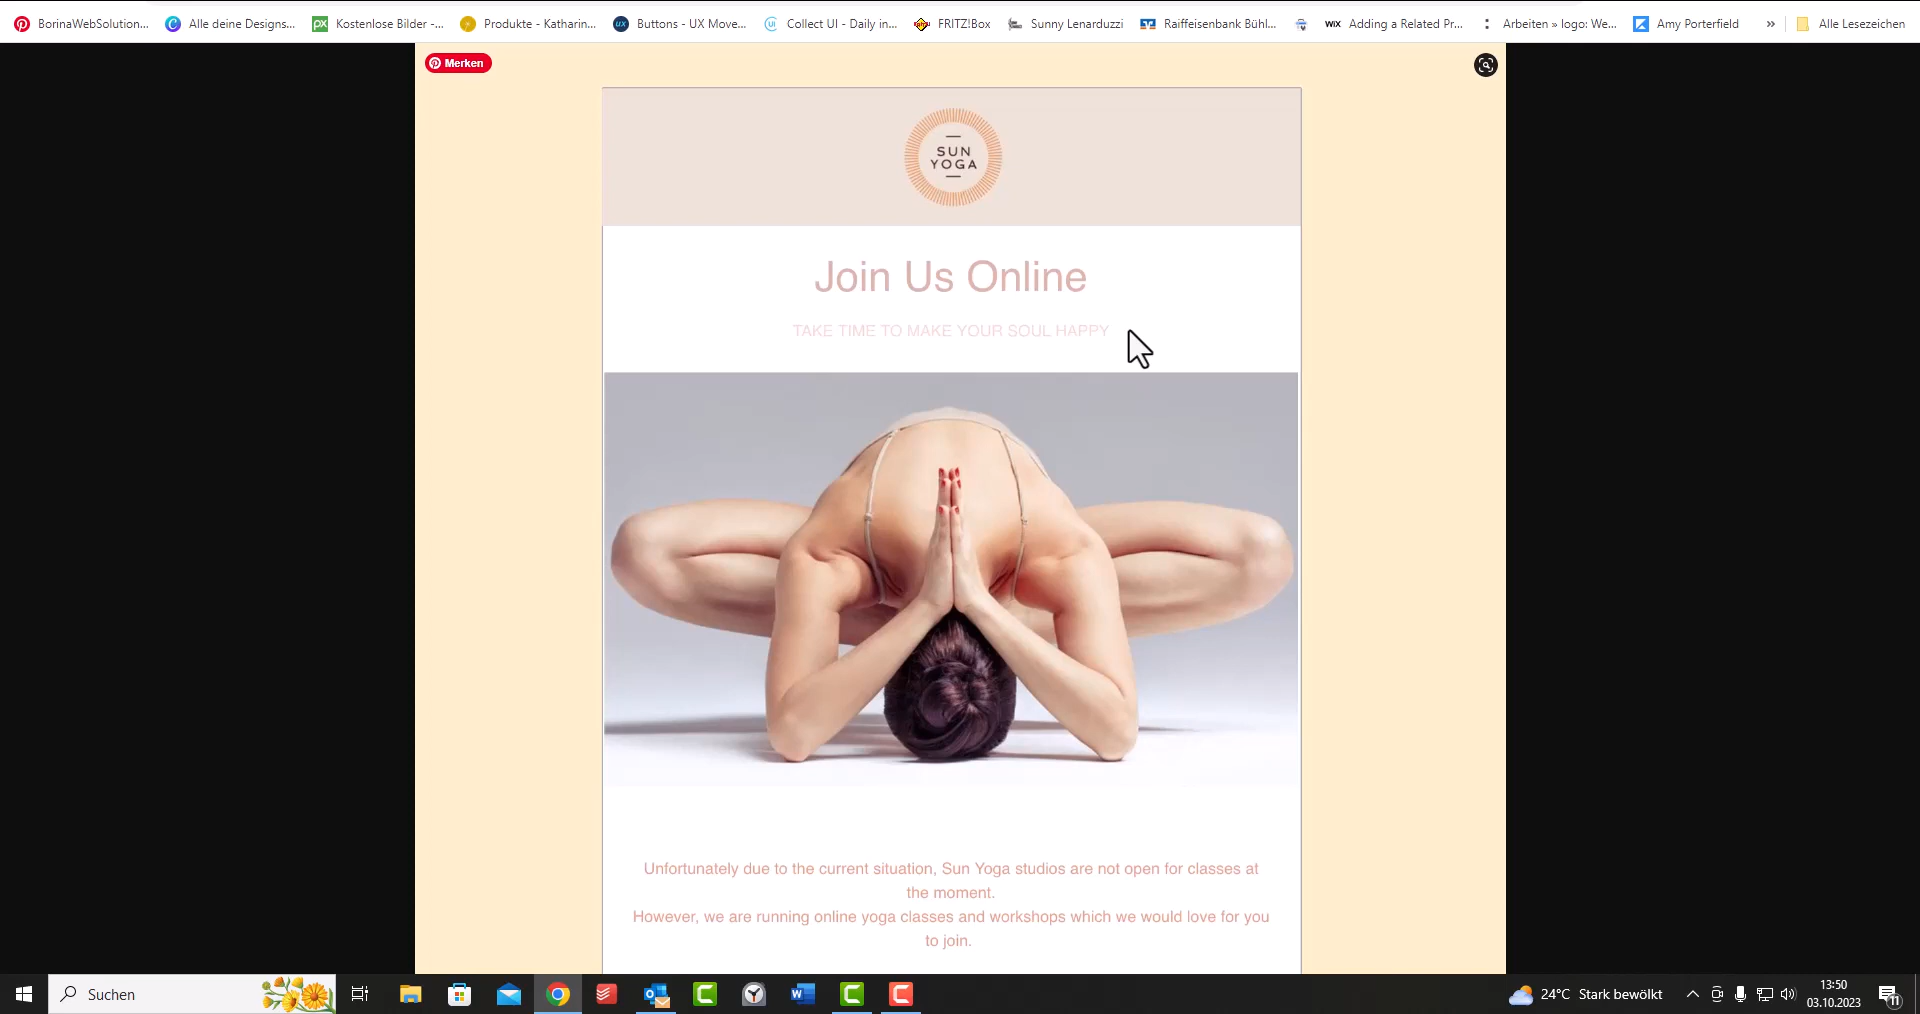 BorinaWebSolution...
Alle deine Designs...
Kostenlose Bilder -...
Produkte - Katharin...
Buttons - UX Move...
Collect UI - Daily in...
FRITZ!Box
Sunny Lenarduzzi
Raiffeisenbank Bühl...
WIX Adding a Related Pr...
Arbeiten » logo: We...
Amy Porterfield
»
Alle Lesezeichen
Merken
SUN
YOGA
Join Us Online
TAKE TIME TO MAKE YOUR SOUL HAPPY
Unfortunately due to the current situation, Sun Yoga studios are not open for classes at
the moment.
However, we are running online yoga classes and workshops which we would love for you
to join.
Suchen
24°C Stark bewölkt
13:50
03.10.2023
11